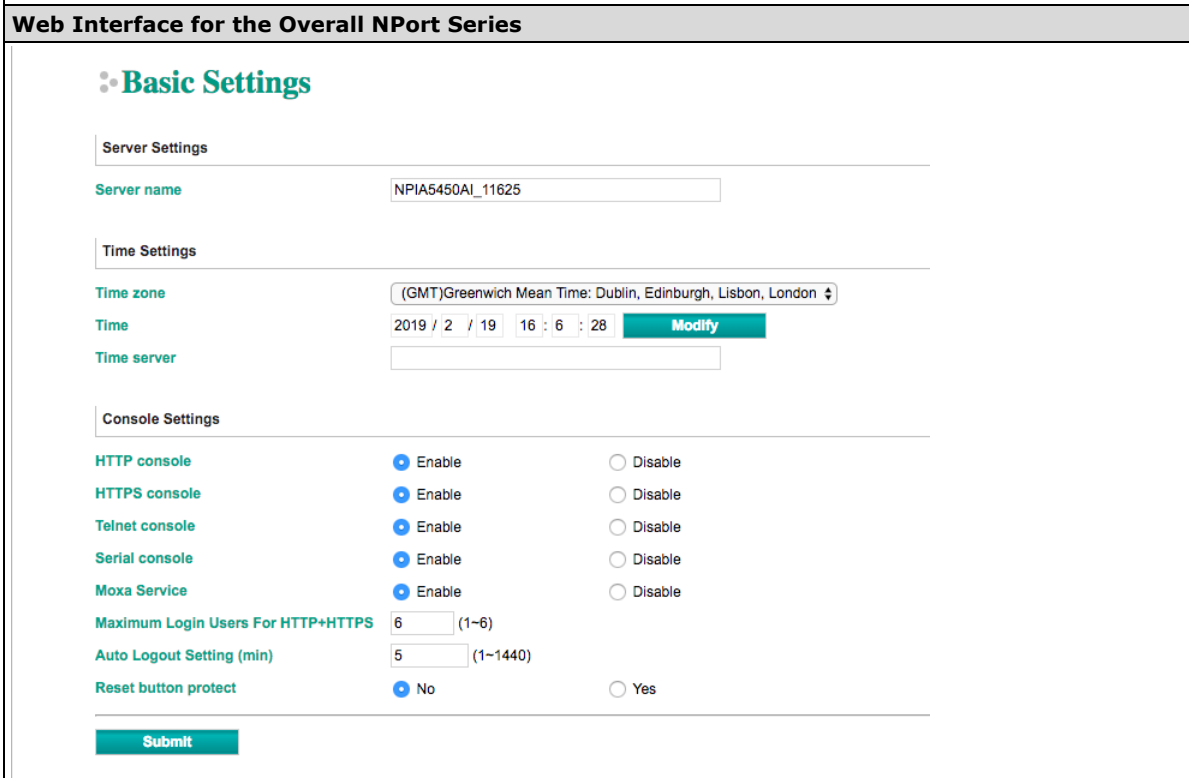 Web Interface for the Overall NPort Series
Basic Settings
Server Settings
Server name NPIA5450AI_11625
Time Settings
Time zone (GMT)Greenwich Mean Time: Dublin, Edinburgh, Lisbon, London
Time 2019 / 2 / 19 16 : 6 : 28 Modify
Time server
Console Settings
HTTP console Enable Disable
HTTPS console Enable Disable
Telnet console Enable Disable
Serial console Enable Disable
Moxa Service Enable Disable
Maximum Login Users For HTTP+HTTPS 6 (1~6)
Auto Logout Setting (min) 5 (1~1440)
Reset button protect No Yes
Submit